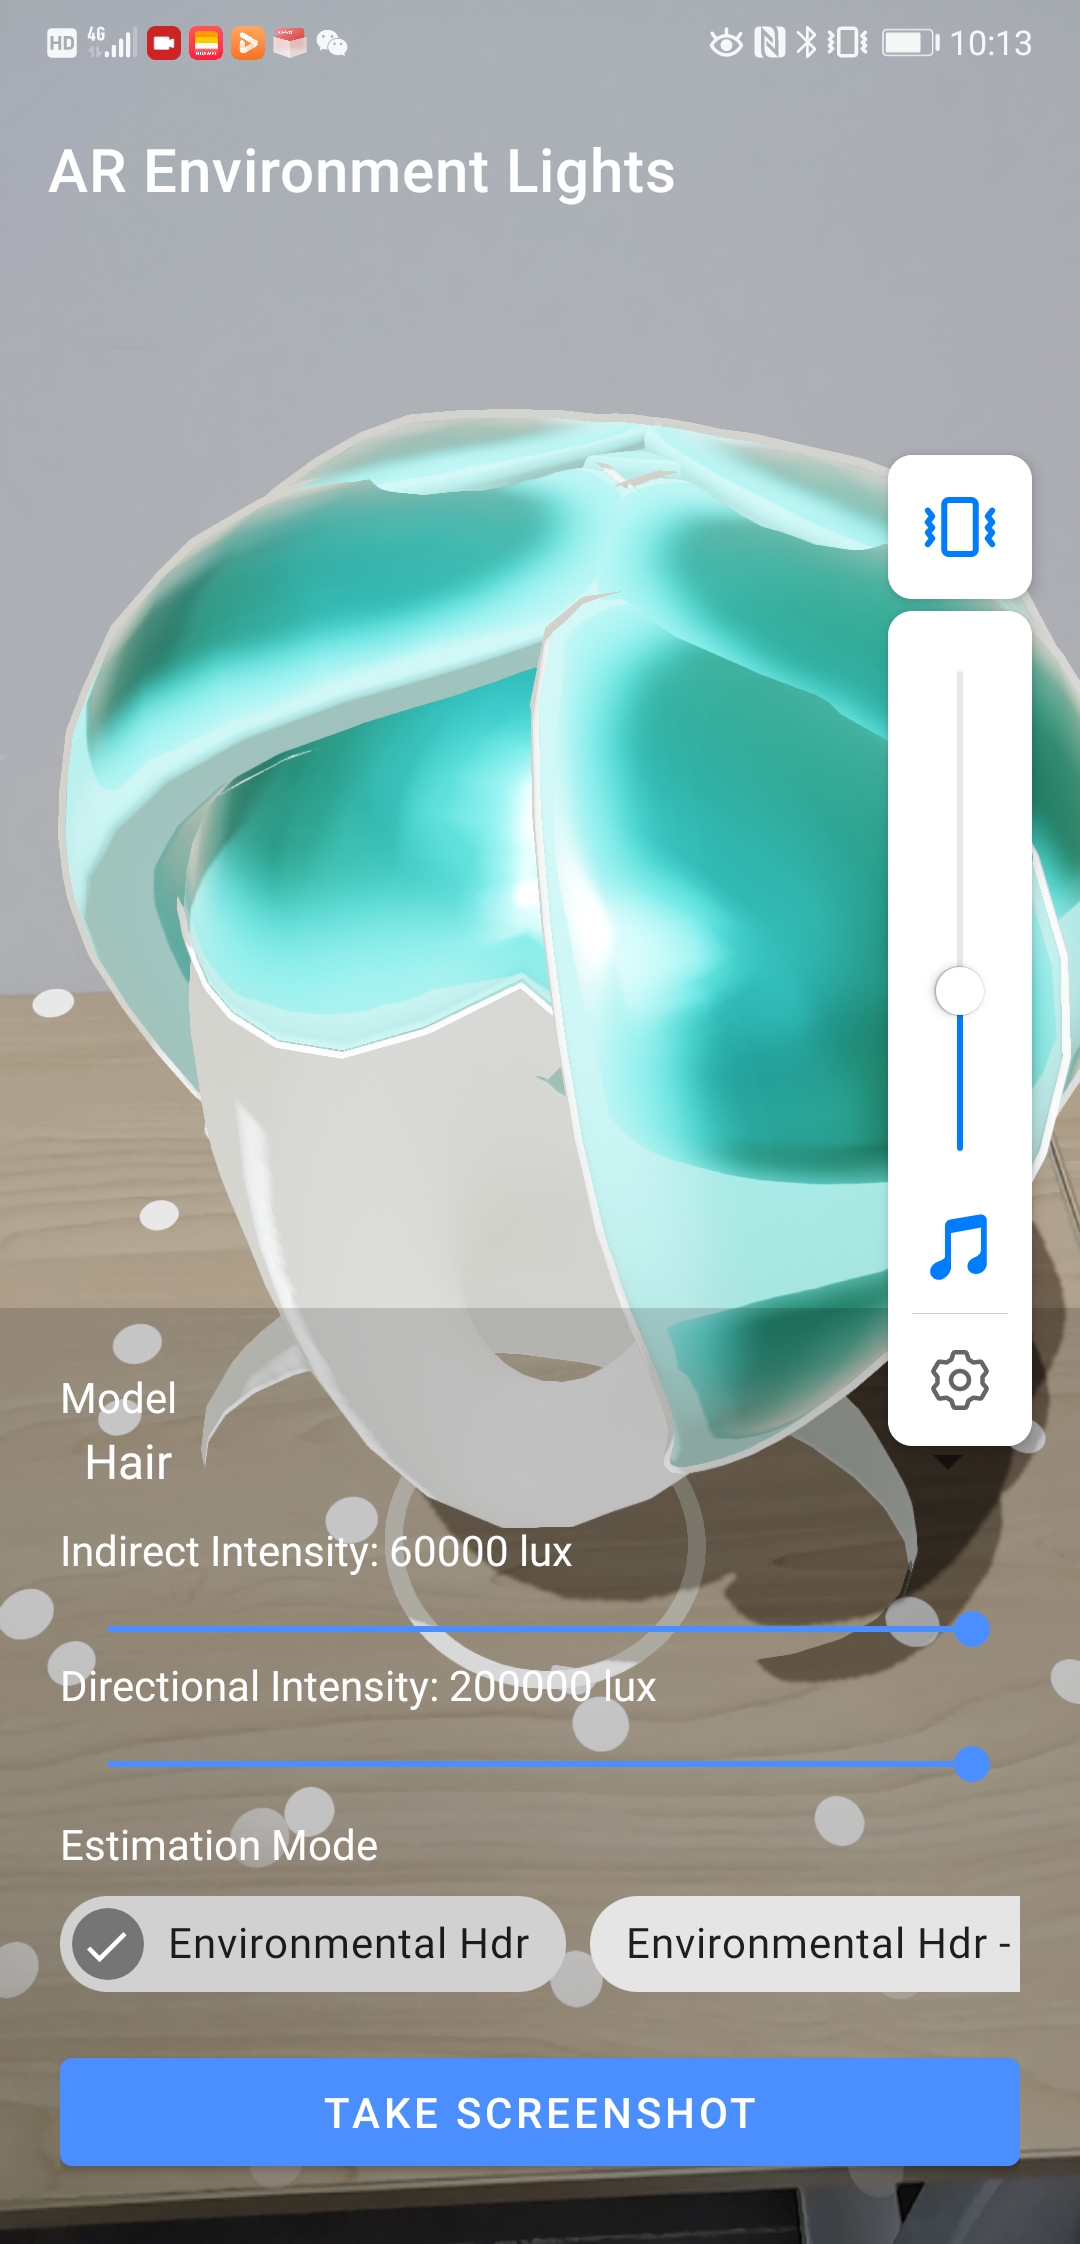 HD 4G 10:13
AR Environment Lights
Model
Hair
Indirect Intensity: 60000 lux
Directional Intensity: 200000 lux
Estimation Mode
Environmental Hdr Environmental Hdr -
TAKE SCREENSHOT